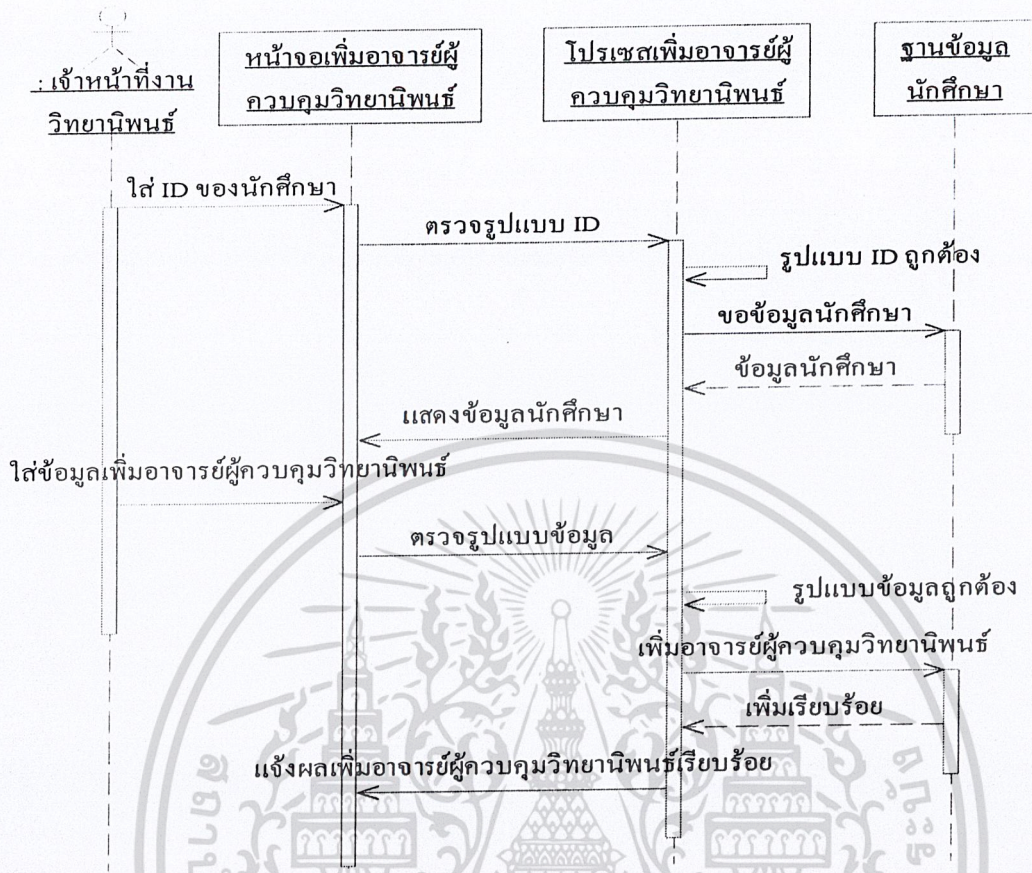 : เจ้าหน้าที่งาน
วิทยานิพนธ์
หน้าจอเพิ่มอาจารย์ผู้
ควบคุมวิทยานิพนธ์
โปรเซสเพิ่มอาจารย์ผู้
ควบคุมวิทยานิพนธ์
ฐานข้อมูล
นักศึกษา
ใส่ ID ของนักศึกษา
ตรวจรูปแบบ ID
รูปแบบ ID ถูกต้อง
ขอข้อมูลนักศึกษา
ข้อมูลนักศึกษา
แสดงข้อมูลนักศึกษา
ใส่ข้อมูลเพิ่มอาจารย์ผู้ควบคุมวิทยานิพนธ์
ตรวจรูปแบบข้อมูล
รูปแบบข้อมูลถูกต้อง
เพิ่มอาจารย์ผู้ควบคุมวิทยานิพนธ์
เพิ่มเรียบร้อย
แจ้งผลเพิ่มอาจารย์ผู้ควบคุมวิทยานิพนธ์เรียบร้อย